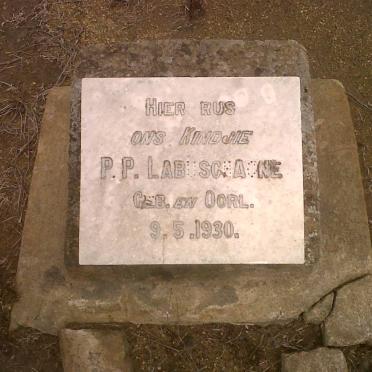 HIER RUS
ONS KINDJIE
P. P. LABUSCHAGNE
GEB. EN OORL.
9. 5. 1930.